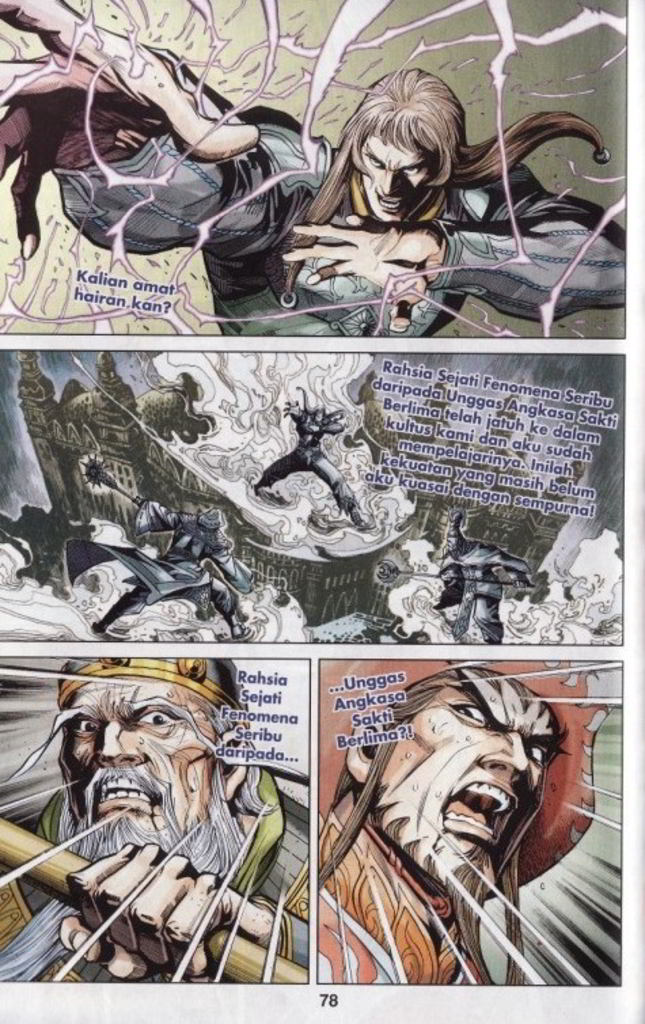 Kalian amat
hairan kan?
Rahsia Sejati Fenomena Seribu
daripada Unggas Angkasa Sakti
Berlima telah jatuh ke dalam
kultus kami dan aku sudah
mempelajarinya. Inilah
kekuatan yang masih belum
aku kuasai dengan sempurna!
Rahsia
Sejati
Fenomena
Seribu
daripada...
...Unggas
Angkasa
Sakti
Berlima?!
78